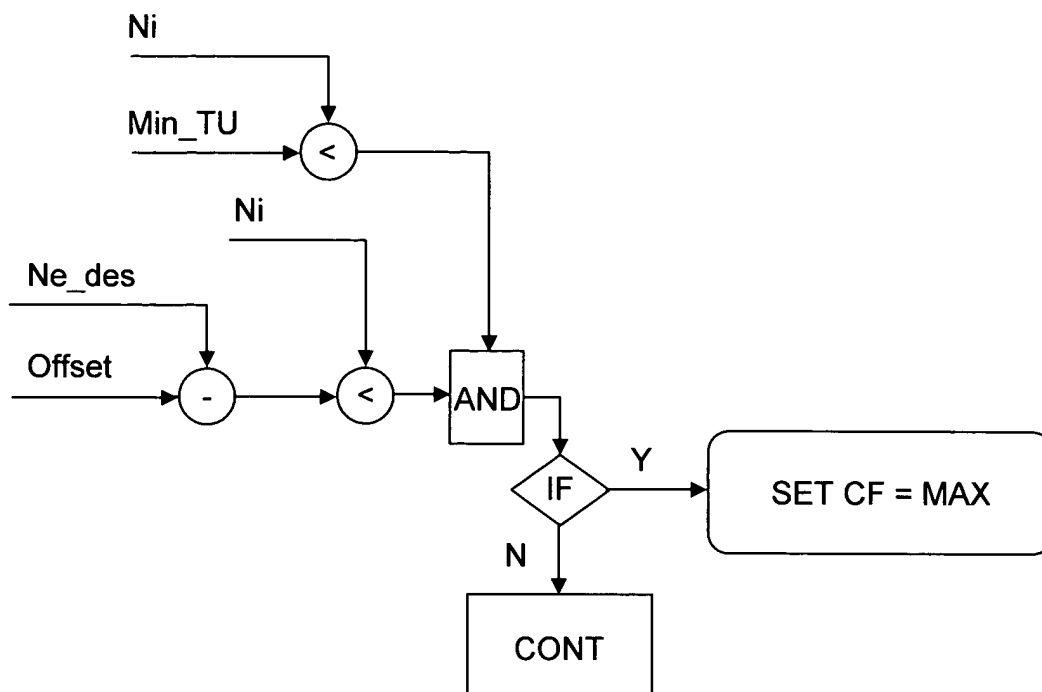 Ni
Min_TU
<
Ni
Ne_des
Offset
-
<
AND
IF
Y
SET CF = MAX
N
CONT